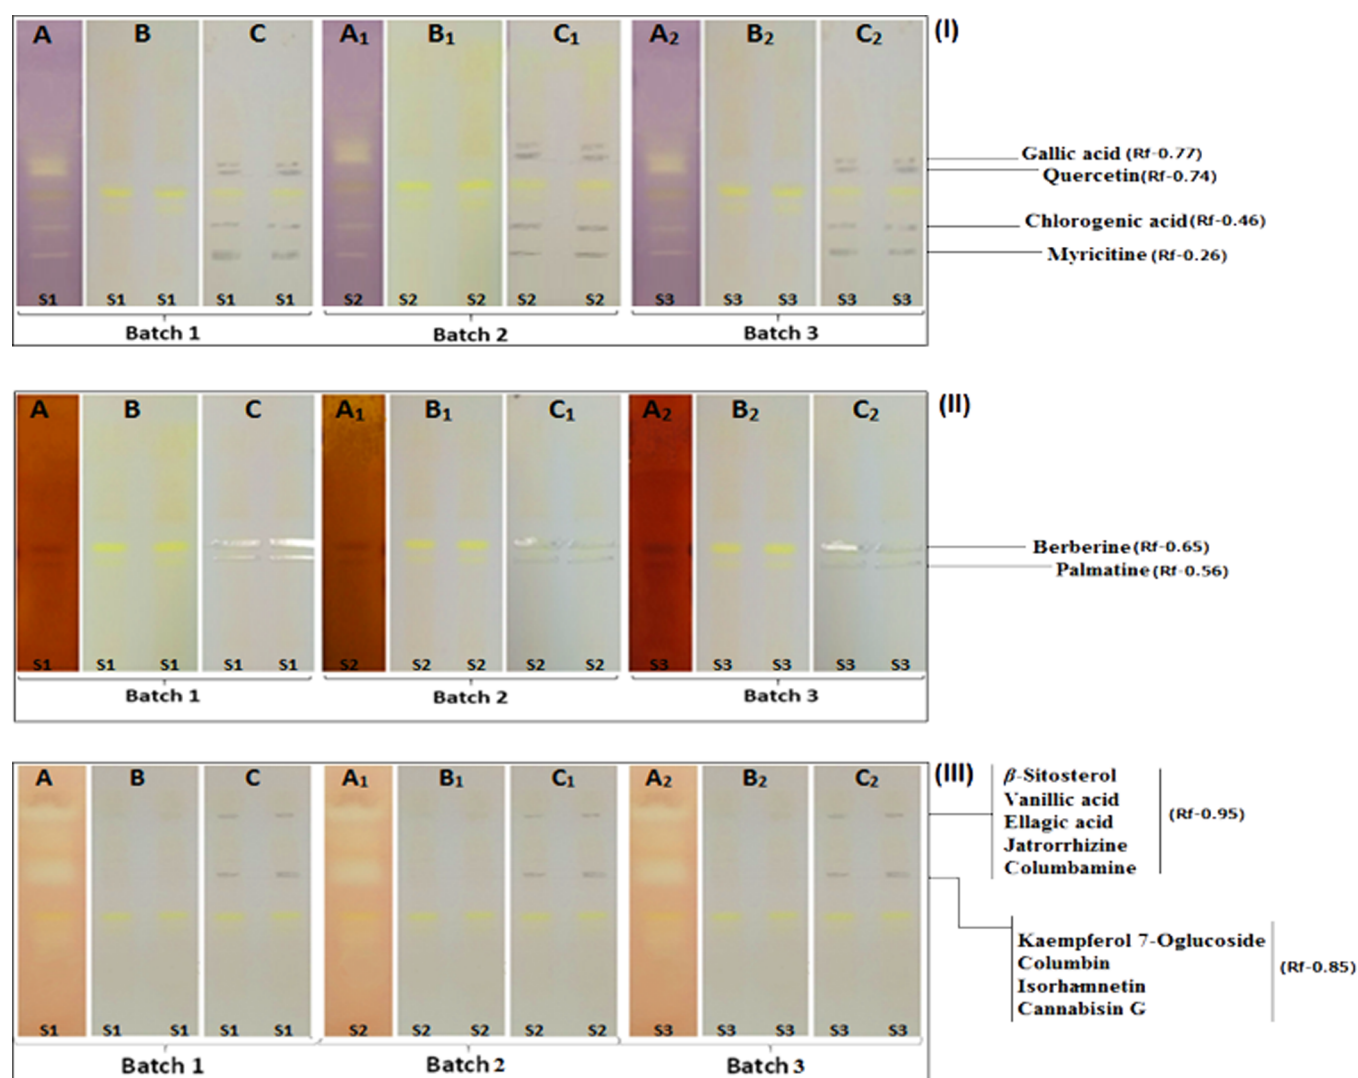 A B C A1 B1 C1 A2 B2 C2 (I)
Gallic acid (Rf-0.77)
Quercetin(Rf-0.74)
Chlorogenic acid(Rf-0.46)
Myricitine (Rf-0.26)
S1 S1 S1 S1 S1 S2 S2 S2 S2 S2 S3 S3 S3 S3 S3
Batch 1 Batch 2 Batch 3
A B C A1 B1 C1 A2 B2 C2 (II)
Berberine(Rf-0.65)
Palmatine (Rf-0.56)
S1 S1 S1 S1 S1 S2 S2 S2 S2 S2 S3 S3 S3 S3 S3
Batch 1 Batch 2 Batch 3
A B C A1 B1 C1 A2 B2 C2 (III)
β-Sitosterol
Vanillic acid
Ellagic acid
Jatrorrhizine
Columbamine
(Rf-0.95)
Kaempferol 7-Oglucoside
Columbin
Isorhamnetin
Cannabisin G
(Rf-0.85)
S1 S1 S1 S1 S1 S2 S2 S2 S2 S2 S3 S3 S3 S3 S3
Batch 1 Batch 2 Batch 3